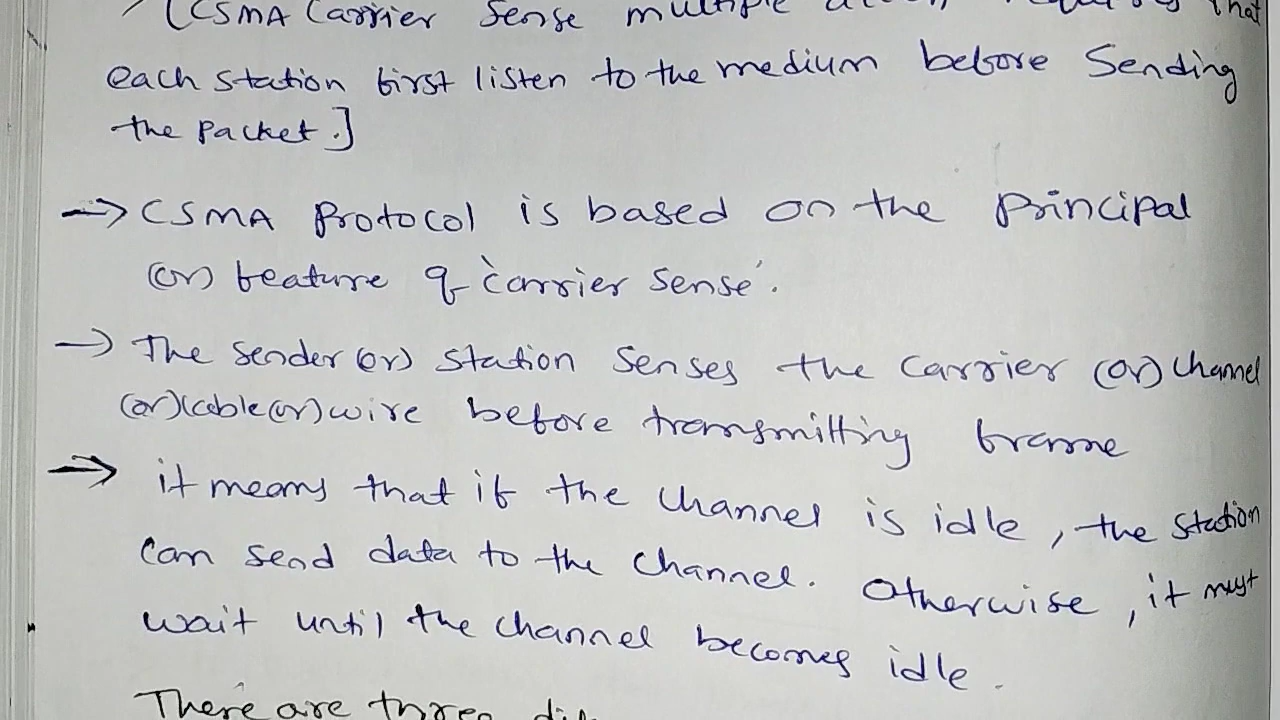 [CSMA Carrier Sense multiple that
each station first listen to the medium before Sending
the Packet.]
→ CSMA Protocol is based on the Principal
(or) feature of 'carrier sense'.
→ The Sender (or) Station Senses the Carrier (or) Channel
(or) cable (or) wire before transmitting frame
→ it means that if the channel is idle, the station
Can send data to the channel. Otherwise, it must
wait until the channel becomes idle.
There are three